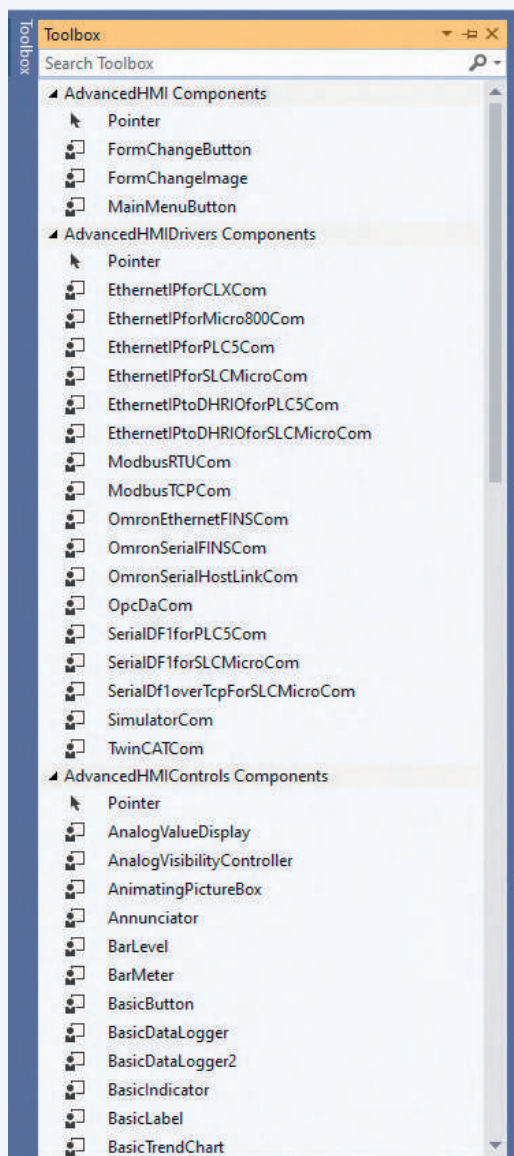 Toolbox
Toolbox
Search Toolbox
AdvancedHMI Components
Pointer
FormChangeButton
FormChangeImage
MainMenuButton
AdvancedHMIDrivers Components
Pointer
EthernetIPforCLXCom
EthernetIPforMicro800Com
EthernetIPforPLC5Com
EthernetIPforSLCMicroCom
EthernetIPtoDHRIOforPLC5Com
EthernetIPtoDHRIOforSLCMicroCom
ModbusRTUCom
ModbusTCPCom
OmronEthernetFINSCom
OmronSerialFINSCom
OmronSerialHostLinkCom
OpcDaCom
SerialDF1forPLC5Com
SerialDF1forSLCMicroCom
SerialDf1overTcpForSLCMicroCom
SimulatorCom
TwinCATCom
AdvancedHMIControls Components
Pointer
AnalogValueDisplay
AnalogVisibilityController
AnimatingPictureBox
Annunciator
BarLevel
BarMeter
BasicButton
BasicDataLogger
BasicDataLogger2
BasicIndicator
BasicLabel
BasicTrendChart